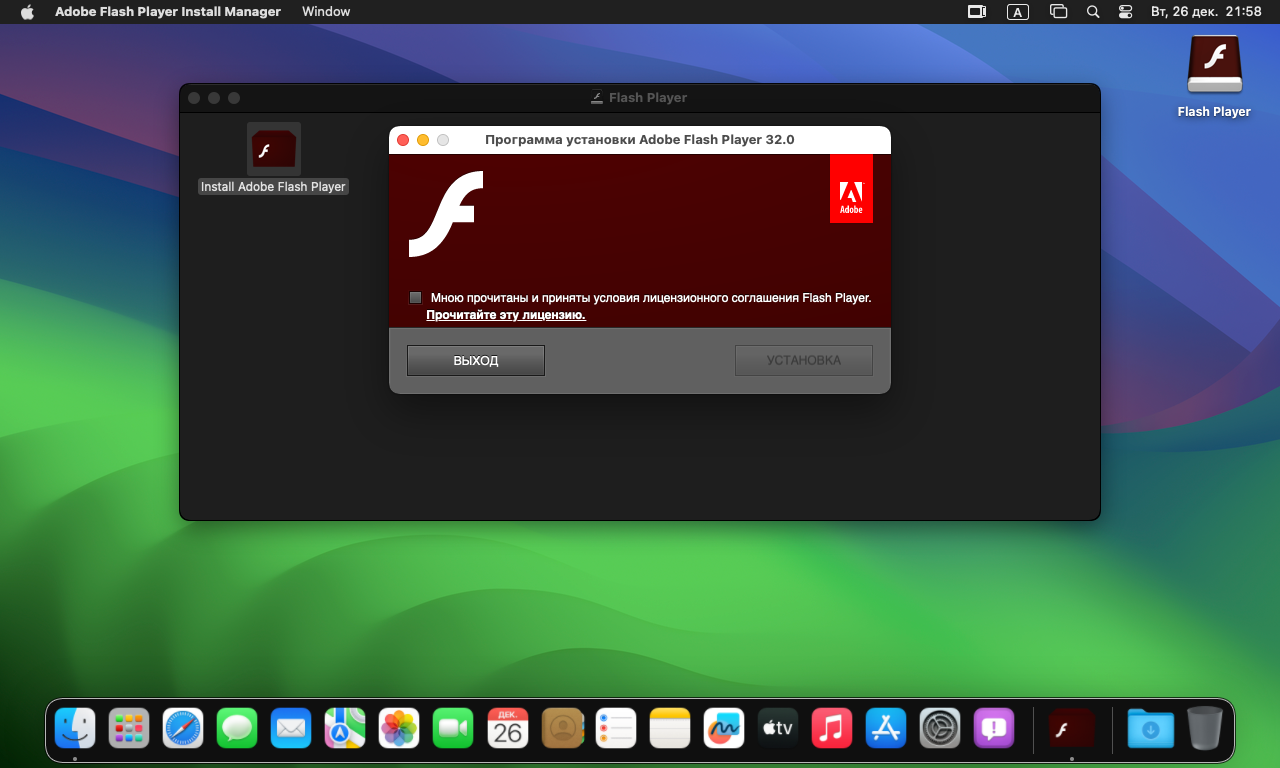 Adobe Flash Player Install Manager Window A Вт, 26 дек. 21:58
Flash Player
Flash Player
Install Adobe Flash Player
Программа установки Adobe Flash Player 32.0
Adobe
Мною прочитаны и приняты условия лицензионного соглашения Flash Player.
Прочитайте эту лицензию.
ВЫХОД
УСТАНОВКА
ДЕК.
26
tv